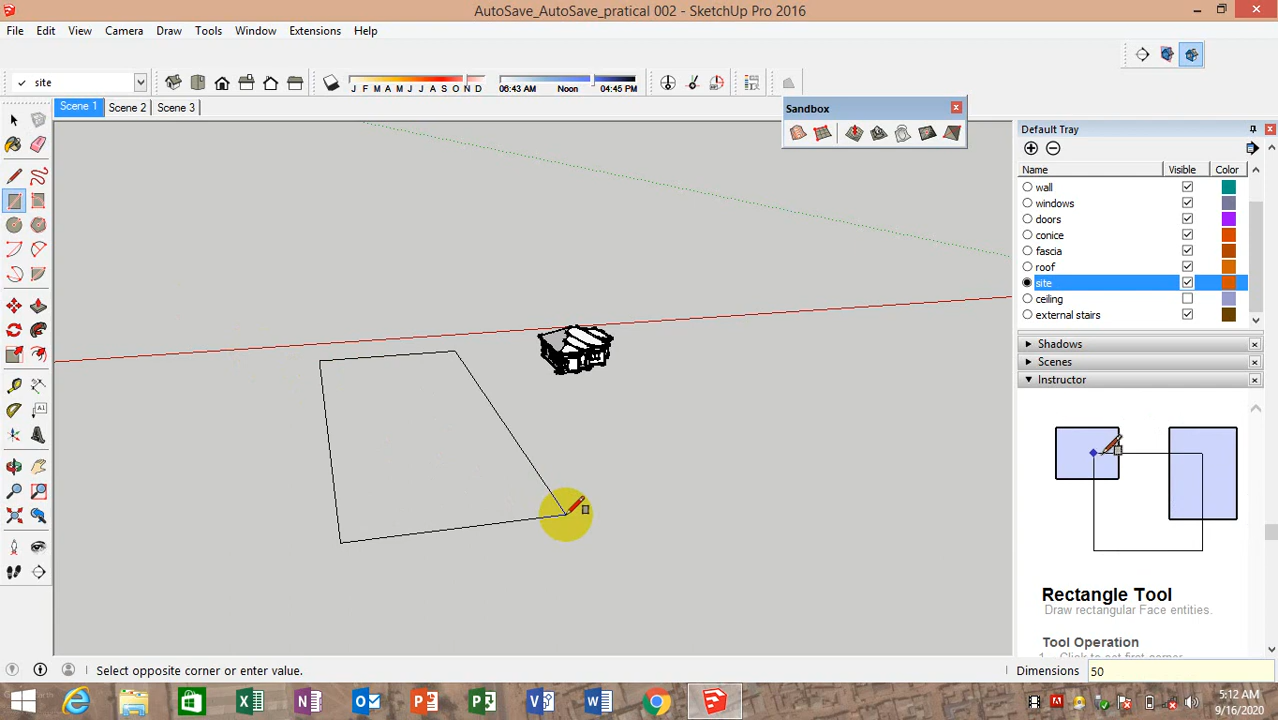 AutoSave_AutoSave_pratical 002 - SketchUp Pro 2016
File Edit View Camera Draw Tools Window Extensions Help
site
J F M A M J J A S O N D
06:43 AM Noon 04:45 PM
Scene 1 Scene 2 Scene 3
Sandbox
Default Tray
Name Visible Color
wall
windows
doors
conice
fascia
roof
site
ceiling
external stairs
Shadows
Scenes
Instructor
Rectangle Tool
Draw rectangular Face entities.
Tool Operation
Select opposite corner or enter value.
Dimensions 50
5:12 AM
9/16/2020